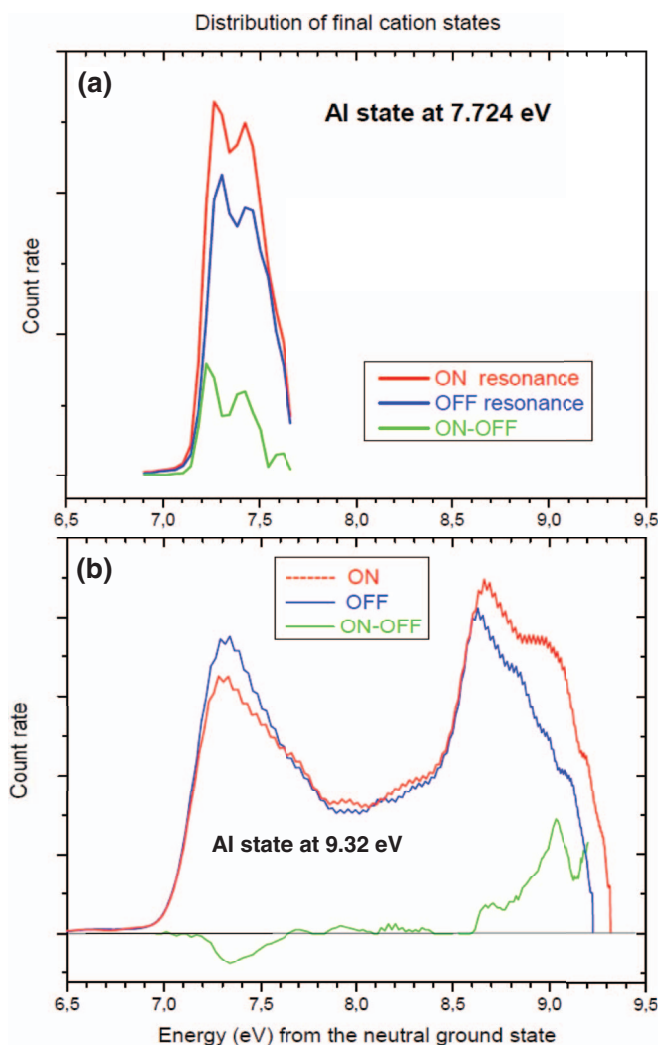 Distribution of final cation states
(a)
AI state at 7.724 eV
Count rate
ON resonance
OFF resonance
ON-OFF
6,5 7,0 7,5 8,0 8,5 9,0 9,5
(b)
ON
OFF
ON-OFF
Count rate
AI state at 9.32 eV
6,5 7,0 7,5 8,0 8,5 9,0 9,5
Energy (eV) from the neutral ground state